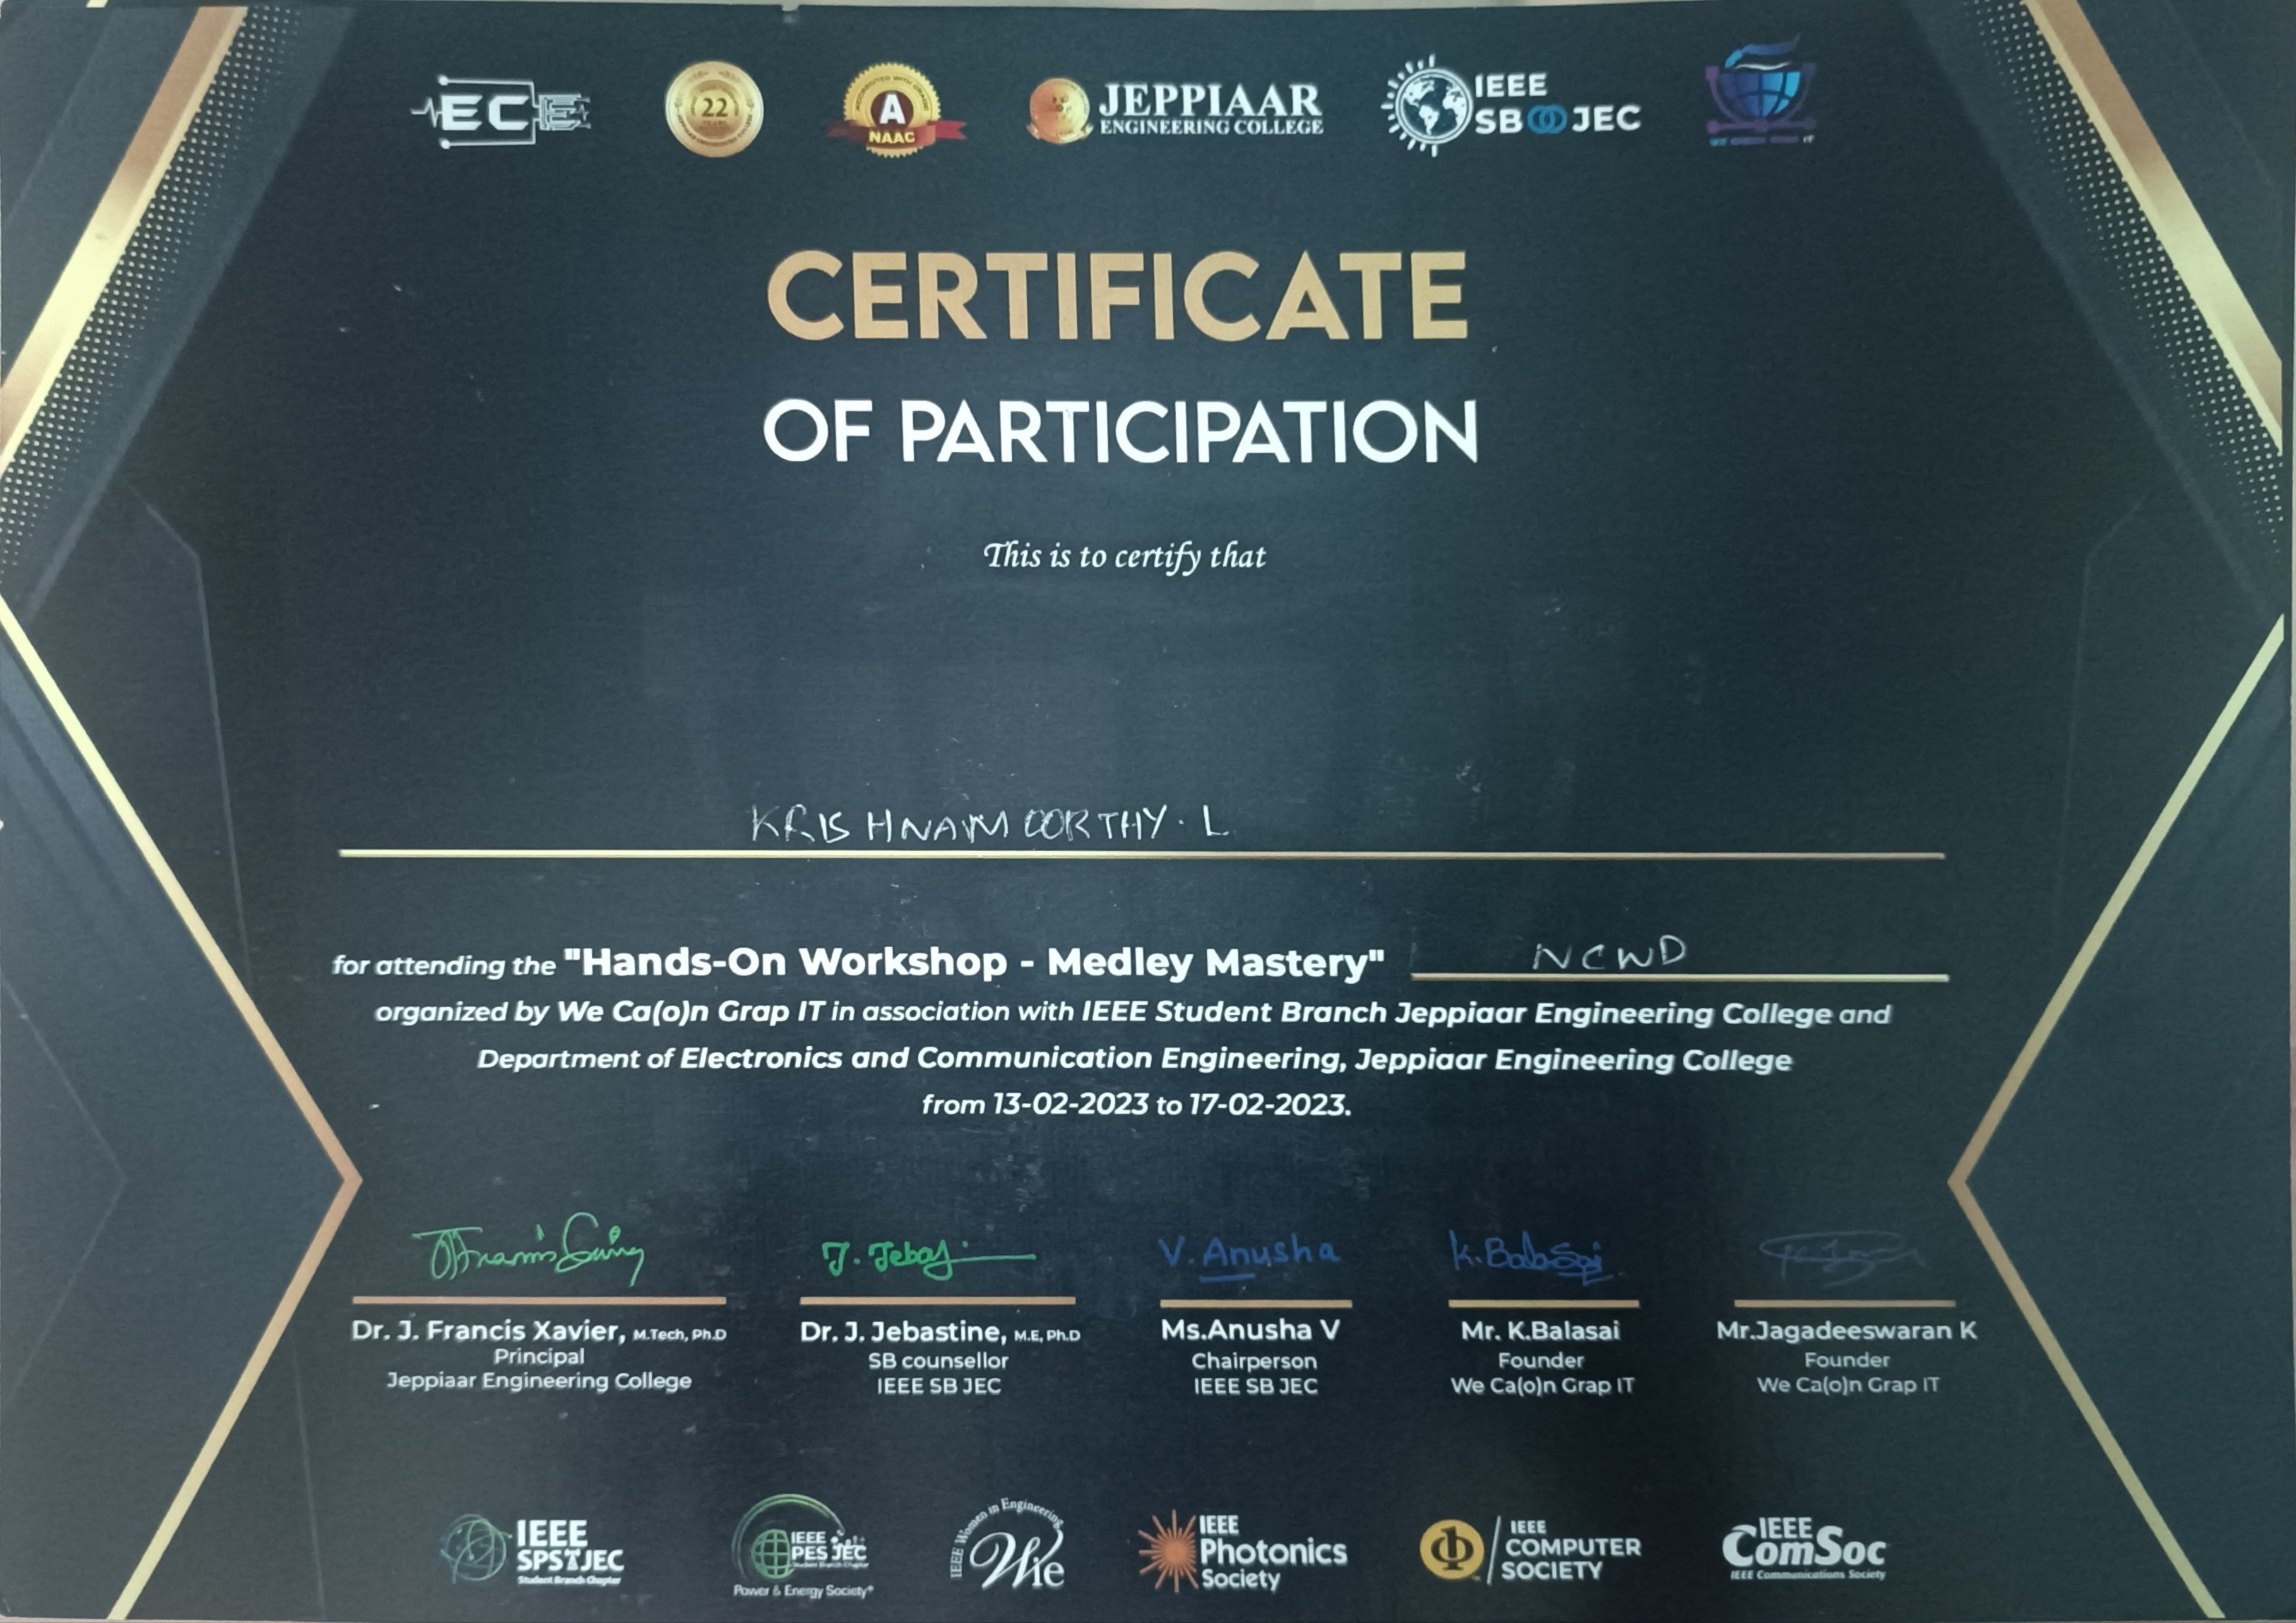 ECE
22
A
NAAC
JEPPIAAR
ENGINEERING COLLEGE
IEEE
SB JEC
CERTIFICATE
OF PARTICIPATION
This is to certify that
KRISHNAMOORTHY. L
for attending the "Hands-On Workshop - Medley Mastery" NCWD
organized by We Ca(o)n Grap IT in association with IEEE Student Branch Jeppiaar Engineering College and
Department of Electronics and Communication Engineering, Jeppiaar Engineering College
from 13-02-2023 to 17-02-2023.
J. Jebas V. Anusha K. BalaSai
Dr. J. Francis Xavier, M.Tech, Ph.D
Principal
Jeppiaar Engineering College
Dr. J. Jebastine, M.E, Ph.D
SB counsellor
IEEE SB JEC
Ms.Anusha V
Chairperson
IEEE SB JEC
Mr. K.Balasai
Founder
We Ca(o)n Grap IT
Mr.Jagadeeswaran K
Founder
We Ca(o)n Grap IT
IEEE
SPS JEC
Student Branch Chapter
IEEE
PES JEC
Student Branch Chapter
Power & Energy Society®
IEEE Women in Engineering
Wie
IEEE
Photonics
Society
IEEE
COMPUTER
SOCIETY
IEEE
ComSoc
IEEE Communications Society